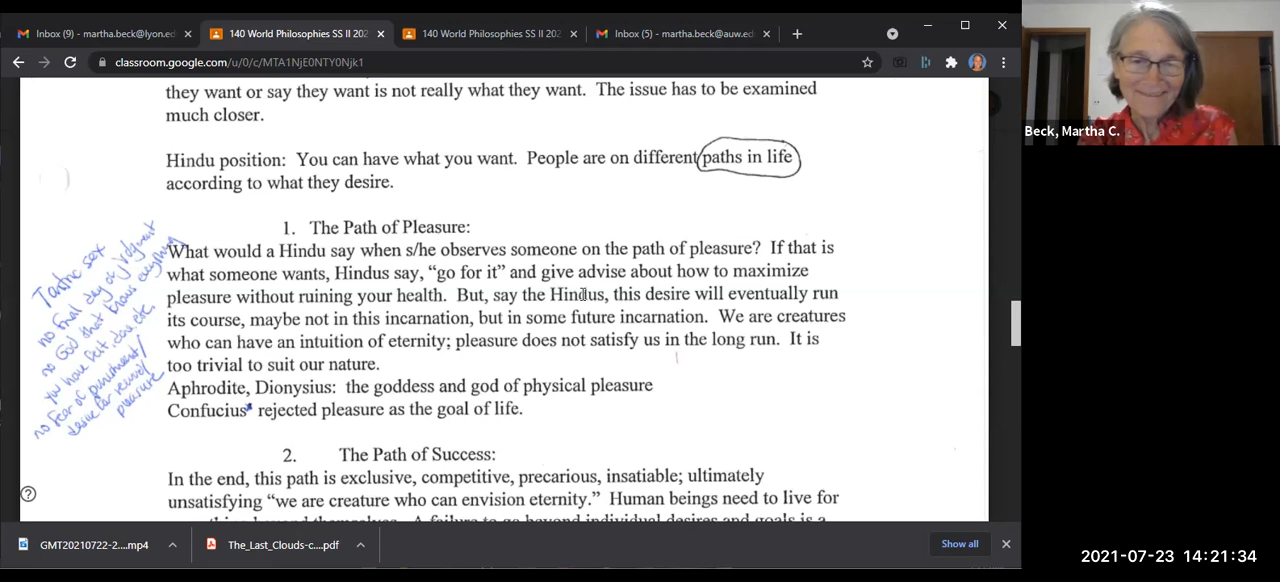 Inbox (9) - martha.beck@lyon.ed
140 World Philosophies SS II 202
140 World Philosophies SS II 202
Inbox (5) - martha.beck@auw.ed
classroom.google.com/u/0/c/MTA1NjE0NTY0Njk1
Beck, Martha C.
they want or say they want is not really what they want. The issue has to be examined
much closer.
Hindu position: You can have what you want. People are on different paths in life
according to what they desire.
1. The Path of Pleasure:
What would a Hindu say when s/he observes someone on the path of pleasure? If that is
what someone wants, Hindus say, “go for it” and give advise about how to maximize
pleasure without ruining your health. But, say the Hindus, this desire will eventually run
its course, maybe not in this incarnation, but in some future incarnation. We are creatures
who can have an intuition of eternity; pleasure does not satisfy us in the long run. It is
too trivial to suit our nature.
Aphrodite, Dionysius: the goddess and god of physical pleasure
Confucius rejected pleasure as the goal of life.
Tantric sex
no final day of judgment
no God that knows everything
you have felt, done, etc.
no fear of punishment/
desire for reward/
pleasure
2. The Path of Success:
In the end, this path is exclusive, competitive, precarious, insatiable; ultimately
unsatisfying “we are creature who can envision eternity.” Human beings need to live for
GMT20210722-2....mp4
The_Last_Clouds-c....pdf
Show all
2021-07-23 14:21:34